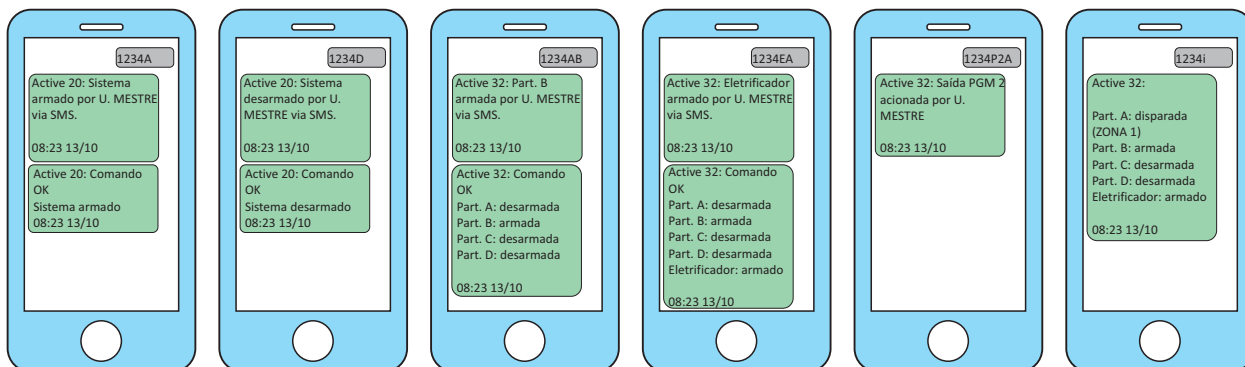 1234A
Active 20: Sistema
armado por U. MESTRE
via SMS.
08:23 13/10
Active 20: Comando
OK
Sistema armado
08:23 13/10
1234D
Active 20: Sistema
desarmado por U.
MESTRE via SMS.
08:23 13/10
Active 20: Comando
OK
Sistema desarmado
08:23 13/10
1234AB
Active 32: Part. B
armada por U. MESTRE
via SMS.
08:23 13/10
Active 32: Comando
OK
Part. A: desarmada
Part. B: armada
Part. C: desarmada
Part. D: desarmada
08:23 13/10
1234EA
Active 32: Eletrificador
armado por U. MESTRE
via SMS.
08:23 13/10
Active 32: Comando
OK
Part. A: desarmada
Part. B: armada
Part. C: desarmada
Part. D: desarmada
Eletrificador: armado
08:23 13/10
1234P2A
Active 32: Saída PGM 2
acionada por U.
MESTRE
08:23 13/10
1234i
Active 32:
Part. A: disparada
(ZONA 1)
Part. B: armada
Part. C: desarmada
Part. D: desarmada
Eletrificador: armado
08:23 13/10